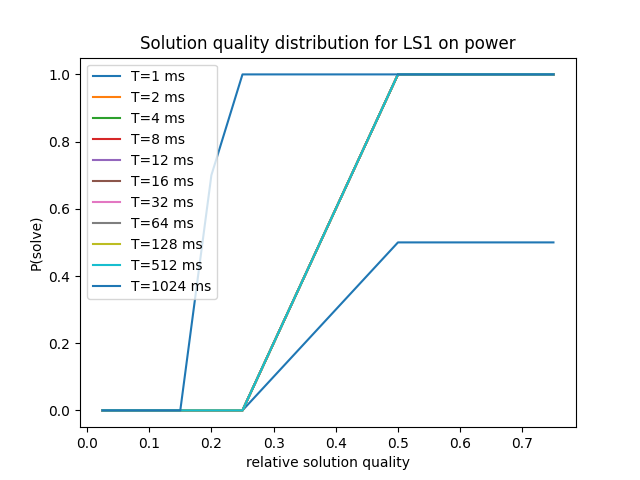 Solution quality distribution for LS1 on power
T=1 ms
T=2 ms
T=4 ms
T=8 ms
T=12 ms
T=16 ms
T=32 ms
T=64 ms
T=128 ms
T=512 ms
T=1024 ms
P(solve)
1.0
0.8
0.6
0.4
0.2
0.0
0.0 0.1 0.2 0.3 0.4 0.5 0.6 0.7
relative solution quality